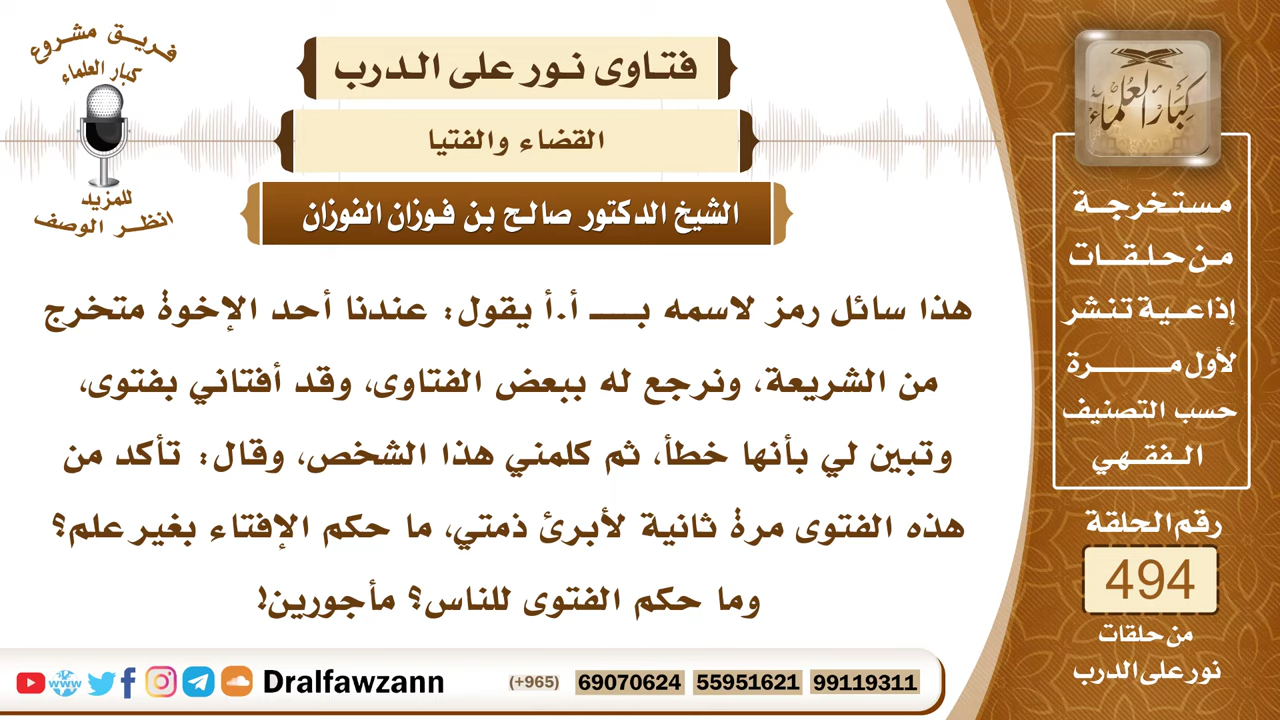 فريق مشروع
كبار العلماء
للمزيد
انظر الوصف
فتاوى نور على الدرب
القضاء والفتيا
الشيخ الدكتور صالح بن فوزان الفوزان
هذا سائل رمز لاسمه بــ أ.أ يقول: عندنا أحد الإخوة متخرج
من الشريعة، ونرجع له ببعض الفتاوى، وقد أفتاني بفتوى،
وتبين لي بأنها خطأ، ثم كلمني هذا الشخص، وقال: تأكد من
هذه الفتوى مرة ثانية لأبرئ ذمتي، ما حكم الإفتاء بغير علم؟
وما حكم الفتوى للناس؟ مأجورين!
كبار العلماء
مستخرجة
من حلقات
إذاعية تنشر
لأول مرة
حسب التصنيف
الفقهي
رقم الحلقة
494
من حلقات
نور على الدرب
www
Dralfawzann
(+965) 69070624 55951621 99119311